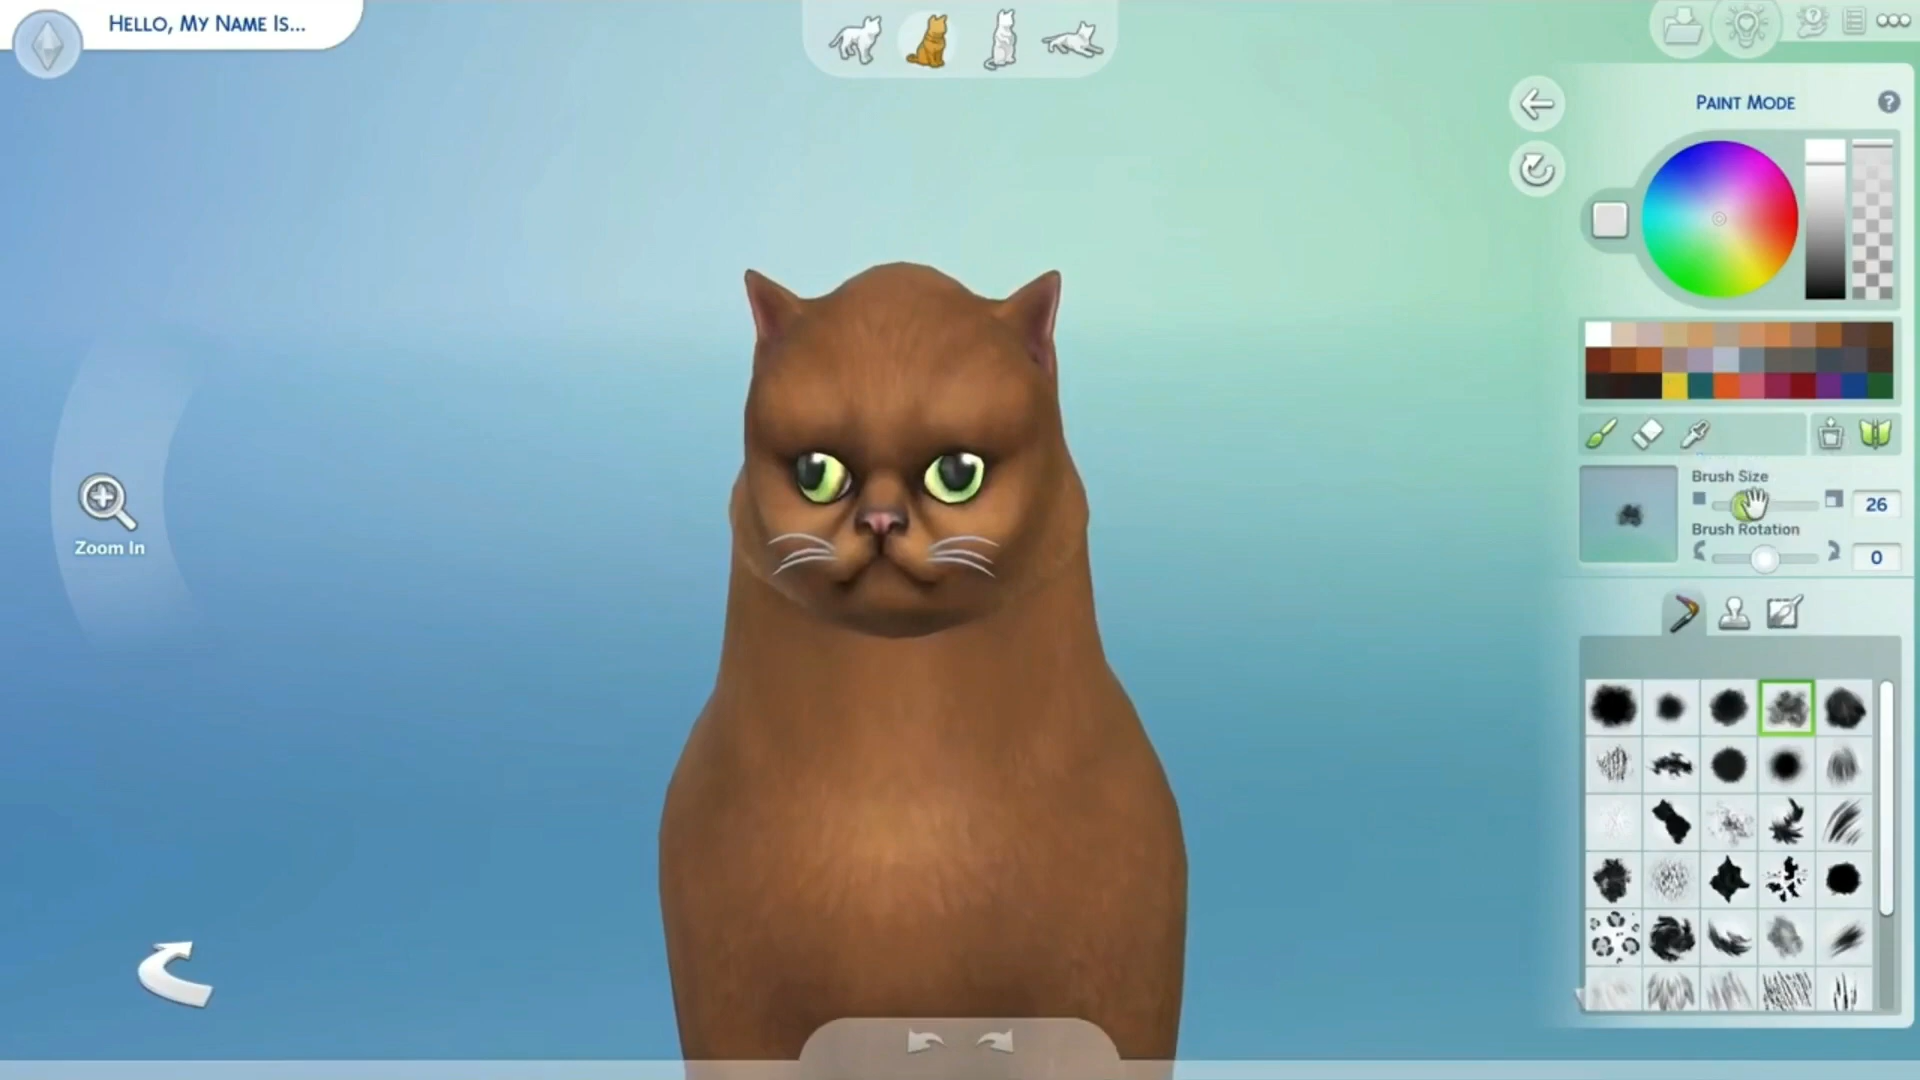 Hello, My Name Is...
Paint Mode
?
Brush Size
26
Brush Rotation
0
Zoom In